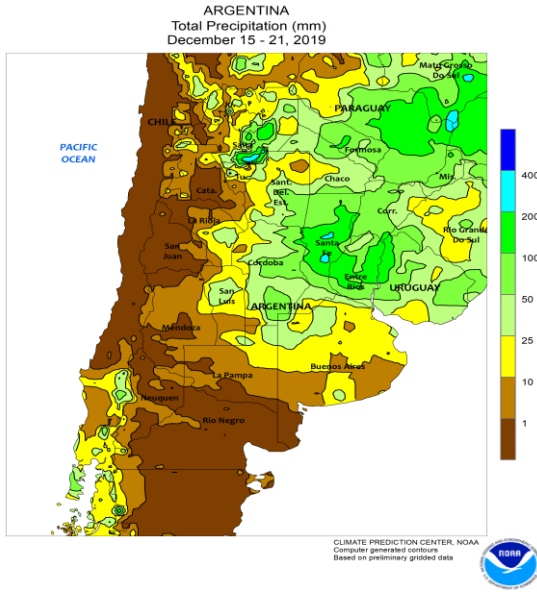 ARGENTINA
Total Precipitation (mm)
December 15 - 21, 2019
Mato Grosso
Do Sul
PARAGUAY
CHILE
PACIFIC
OCEAN
Salta
Formosa
Tuc.
Chaco
Mis.
Cata.
Sant.
Del.
Est.
Corr.
La Rioja
Rio Grande
Do Sul
San
Juan
Santa
Fe
Cordoba
Entre
Rios
URUGUAY
San
Luis
ARGENTINA
Mendoza
La Pampa
Buenos Aires
Neuquen
Rio Negro
400
200
100
50
25
10
1
CLIMATE PREDICTION CENTER, NOAA
Computer generated contours
Based on preliminary gridded data
NOAA